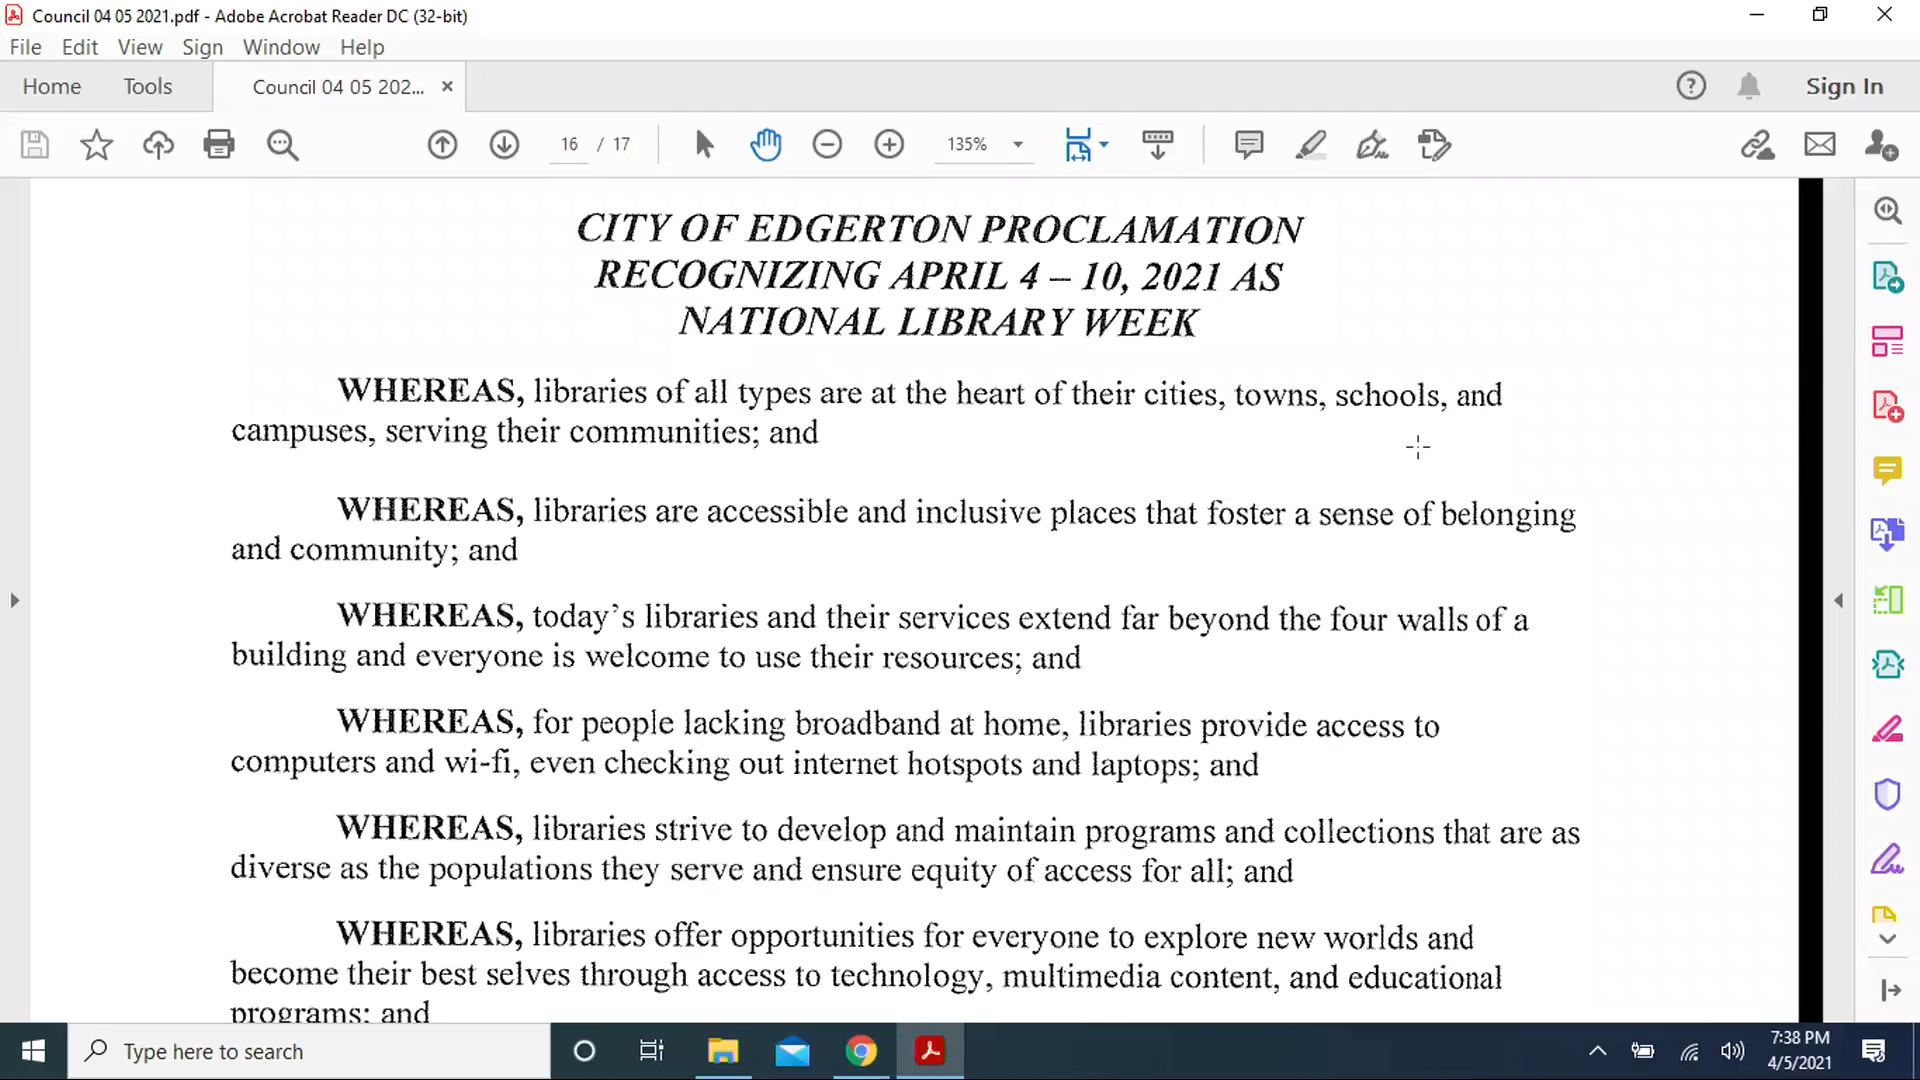 Council 04 05 2021.pdf - Adobe Acrobat Reader DC (32-bit)
File Edit View Sign Window Help
Home Tools Council 04 05 202... × Sign In
16 / 17 135%
CITY OF EDGERTON PROCLAMATION
RECOGNIZING APRIL 4 – 10, 2021 AS
NATIONAL LIBRARY WEEK
WHEREAS, libraries of all types are at the heart of their cities, towns, schools, and
campuses, serving their communities; and
WHEREAS, libraries are accessible and inclusive places that foster a sense of belonging
and community; and
WHEREAS, today's libraries and their services extend far beyond the four walls of a
building and everyone is welcome to use their resources; and
WHEREAS, for people lacking broadband at home, libraries provide access to
computers and wi-fi, even checking out internet hotspots and laptops; and
WHEREAS, libraries strive to develop and maintain programs and collections that are as
diverse as the populations they serve and ensure equity of access for all; and
WHEREAS, libraries offer opportunities for everyone to explore new worlds and
become their best selves through access to technology, multimedia content, and educational
programs; and
Type here to search
7:38 PM
4/5/2021